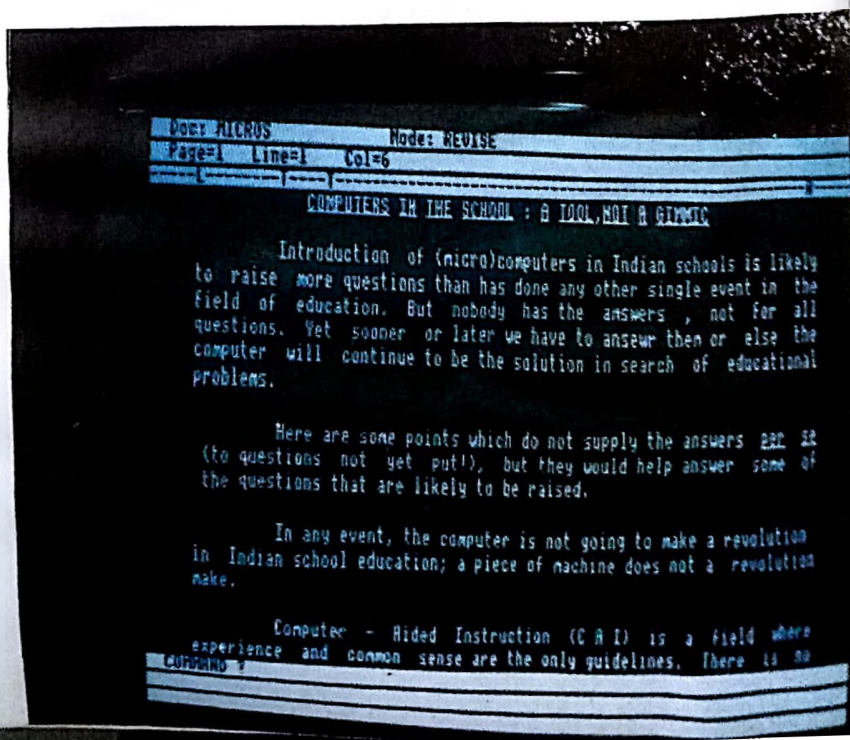 Doc: MICROS Mode: REVISE
Page=1 Line=1 Col=6
COMPUTERS IN THE SCHOOL : A TOOL,NOT A GIMMIC
Introduction of (micro)computers in Indian schools is likely
to raise more questions than has done any other single event in the
field of education. But nobody has the answers , not for all
questions. Yet sooner or later we have to ansewr them or else the
computer will continue to be the solution in search of educational
problems.
Here are some points which do not supply the answers per se
(to questions not yet put!), but they would help answer some of
the questions that are likely to be raised.
In any event, the computer is not going to make a revolution
in Indian school education; a piece of machine does not a revolution
make.
Computer - Aided Instruction (C A I) is a field where
experience and common sense are the only guidelines. There is no
COMMAND ?